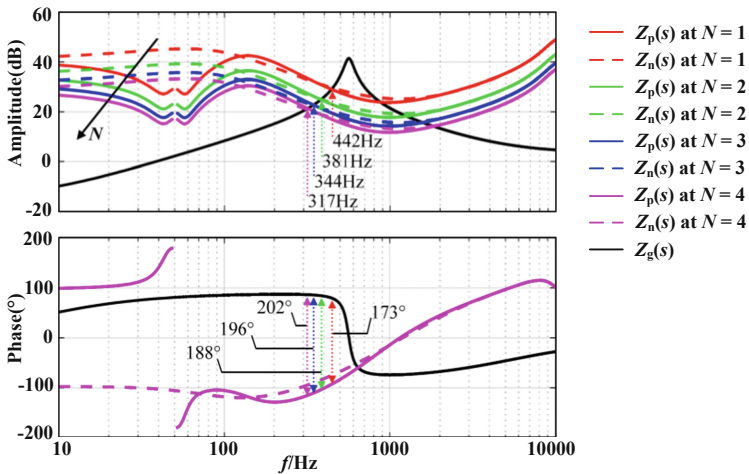 60
40
20
0
-20
Amplitude(dB)
N
442Hz
381Hz
344Hz
317Hz
Zp(s) at N = 1
Zn(s) at N = 1
Zp(s) at N = 2
Zn(s) at N = 2
Zp(s) at N = 3
Zn(s) at N = 3
Zp(s) at N = 4
Zn(s) at N = 4
Zg(s)
200
100
0
-100
-200
Phase(°)
202°
196°
188°
173°
10
100
1000
10000
f/Hz